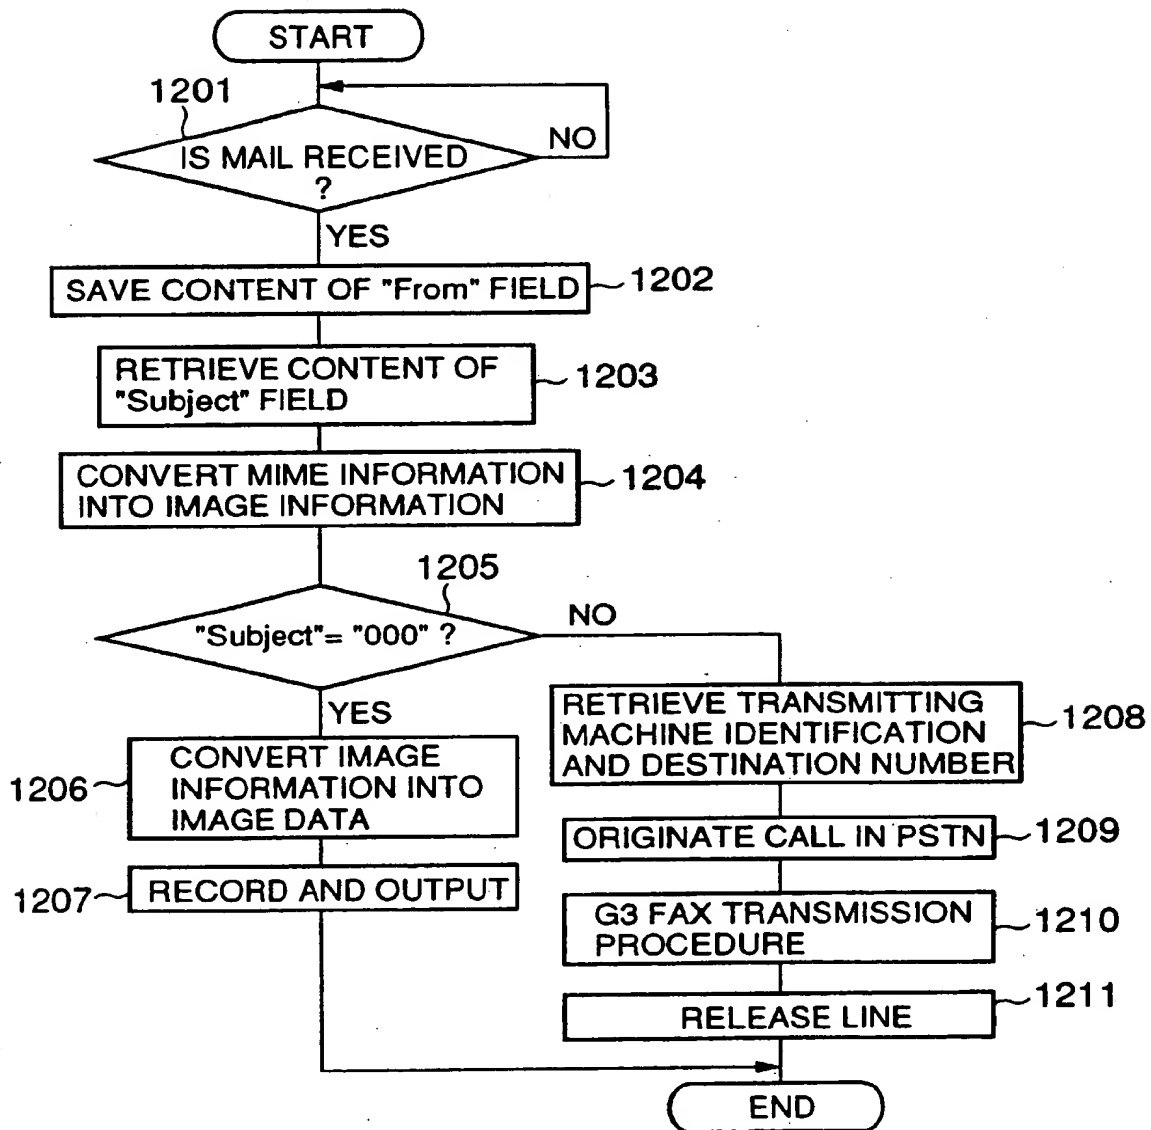 START
1201
IS MAIL RECEIVED
?
NO
YES
SAVE CONTENT OF "From" FIELD
1202
RETRIEVE CONTENT OF
"Subject" FIELD
1203
CONVERT MIME INFORMATION
INTO IMAGE INFORMATION
1204
1205
"Subject"= "000" ?
NO
YES
CONVERT IMAGE
INFORMATION INTO
IMAGE DATA
1206
RECORD AND OUTPUT
1207
RETRIEVE TRANSMITTING
MACHINE IDENTIFICATION
AND DESTINATION NUMBER
1208
ORIGINATE CALL IN PSTN
1209
G3 FAX TRANSMISSION
PROCEDURE
1210
RELEASE LINE
1211
END